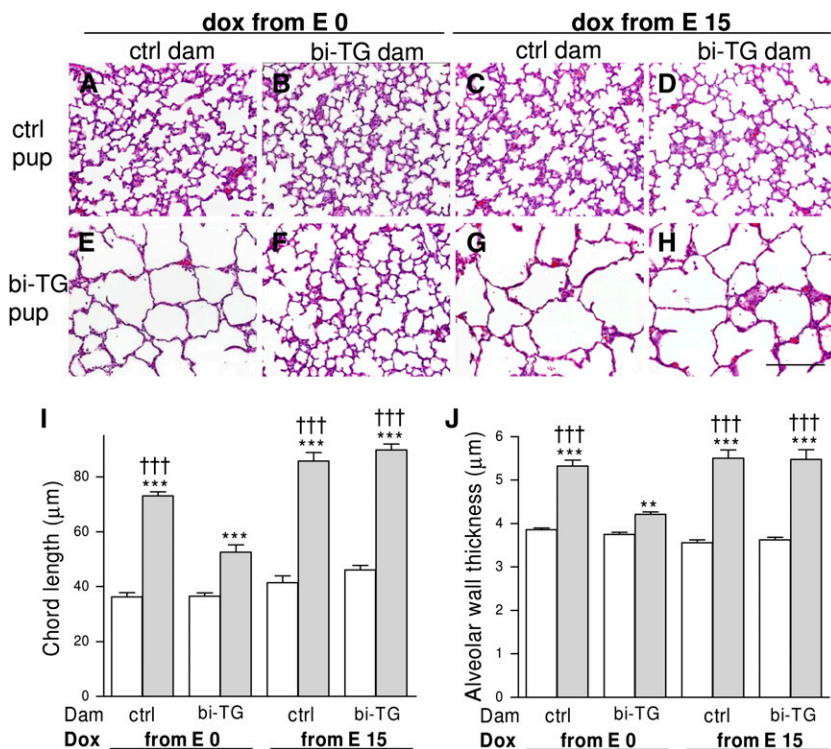 dox from E 0 dox from E 15
ctrl dam bi-TG dam ctrl dam bi-TG dam
A B C D
ctrl
pup
E F G H
bi-TG
pup
I
Chord length (μm)
80
60
40
20
0
††† *** *** ††† *** ††† ***
Dam ctrl bi-TG ctrl bi-TG
Dox from E 0 from E 15
J
Alveolar wall thickness (μm)
6
5
4
3
2
1
0
††† *** ** ††† *** ††† ***
Dam ctrl bi-TG ctrl bi-TG
Dox from E 0 from E 15